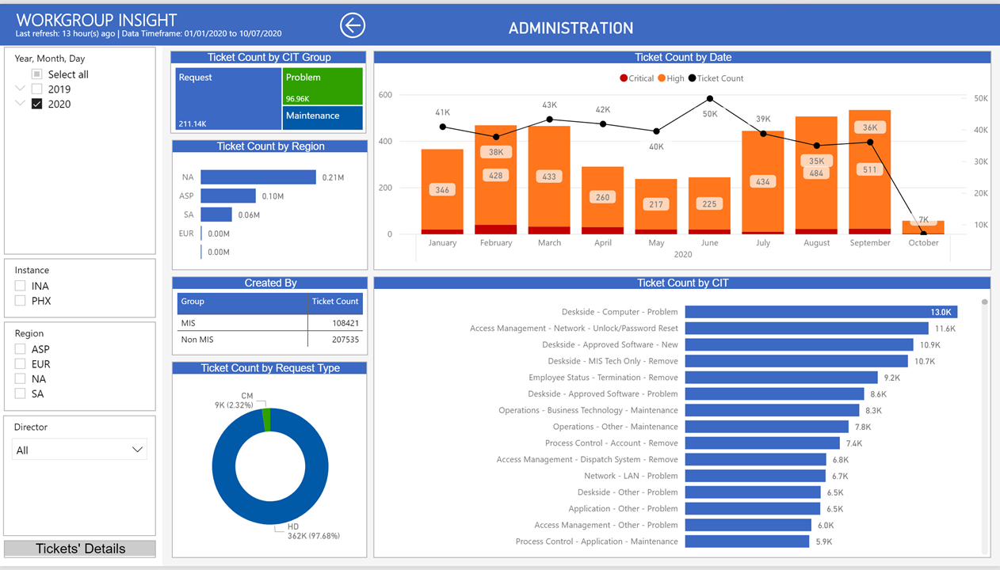 WORKGROUP INSIGHT
Last refresh: 13 hour(s) ago | Data Timeframe: 01/01/2020 to 10/07/2020
ADMINISTRATION
Year, Month, Day
Select all
2019
2020
Instance
INA
PHX
Region
ASP
EUR
NA
SA
Director
All
Tickets' Details
Ticket Count by CIT Group
Request
211.14K
Problem
96.96K
Maintenance
Ticket Count by Region
NA 0.21M
ASP 0.10M
SA 0.06M
EUR 0.00M
0.00M
Created By
Group Ticket Count
MIS 108421
Non MIS 207535
Ticket Count by Request Type
CM
9K (2.32%)
HD
362K (97.68%)
Ticket Count by Date
Critical High Ticket Count
600
400
200
0
50K
40K
30K
20K
10K
41K
38K
43K
42K
40K
50K
39K
35K
36K
7K
346
428
433
260
217
225
434
484
511
January February March April May June July August September October
2020
Ticket Count by CIT
Deskside - Computer - Problem 13.0K
Access Management - Network - Unlock/Password Reset 11.6K
Deskside - Approved Software - New 10.9K
Deskside - MIS Tech Only - Remove 10.7K
Employee Status - Termination - Remove 9.2K
Deskside - Approved Software - Problem 8.6K
Operations - Business Technology - Maintenance 8.3K
Operations - Other - Maintenance 7.8K
Process Control - Account - Remove 7.4K
Access Management - Dispatch System - Remove 6.8K
Network - LAN - Problem 6.7K
Deskside - Other - Problem 6.5K
Application - Other - Problem 6.5K
Access Management - Other - Problem 6.0K
Process Control - Application - Maintenance 5.9K